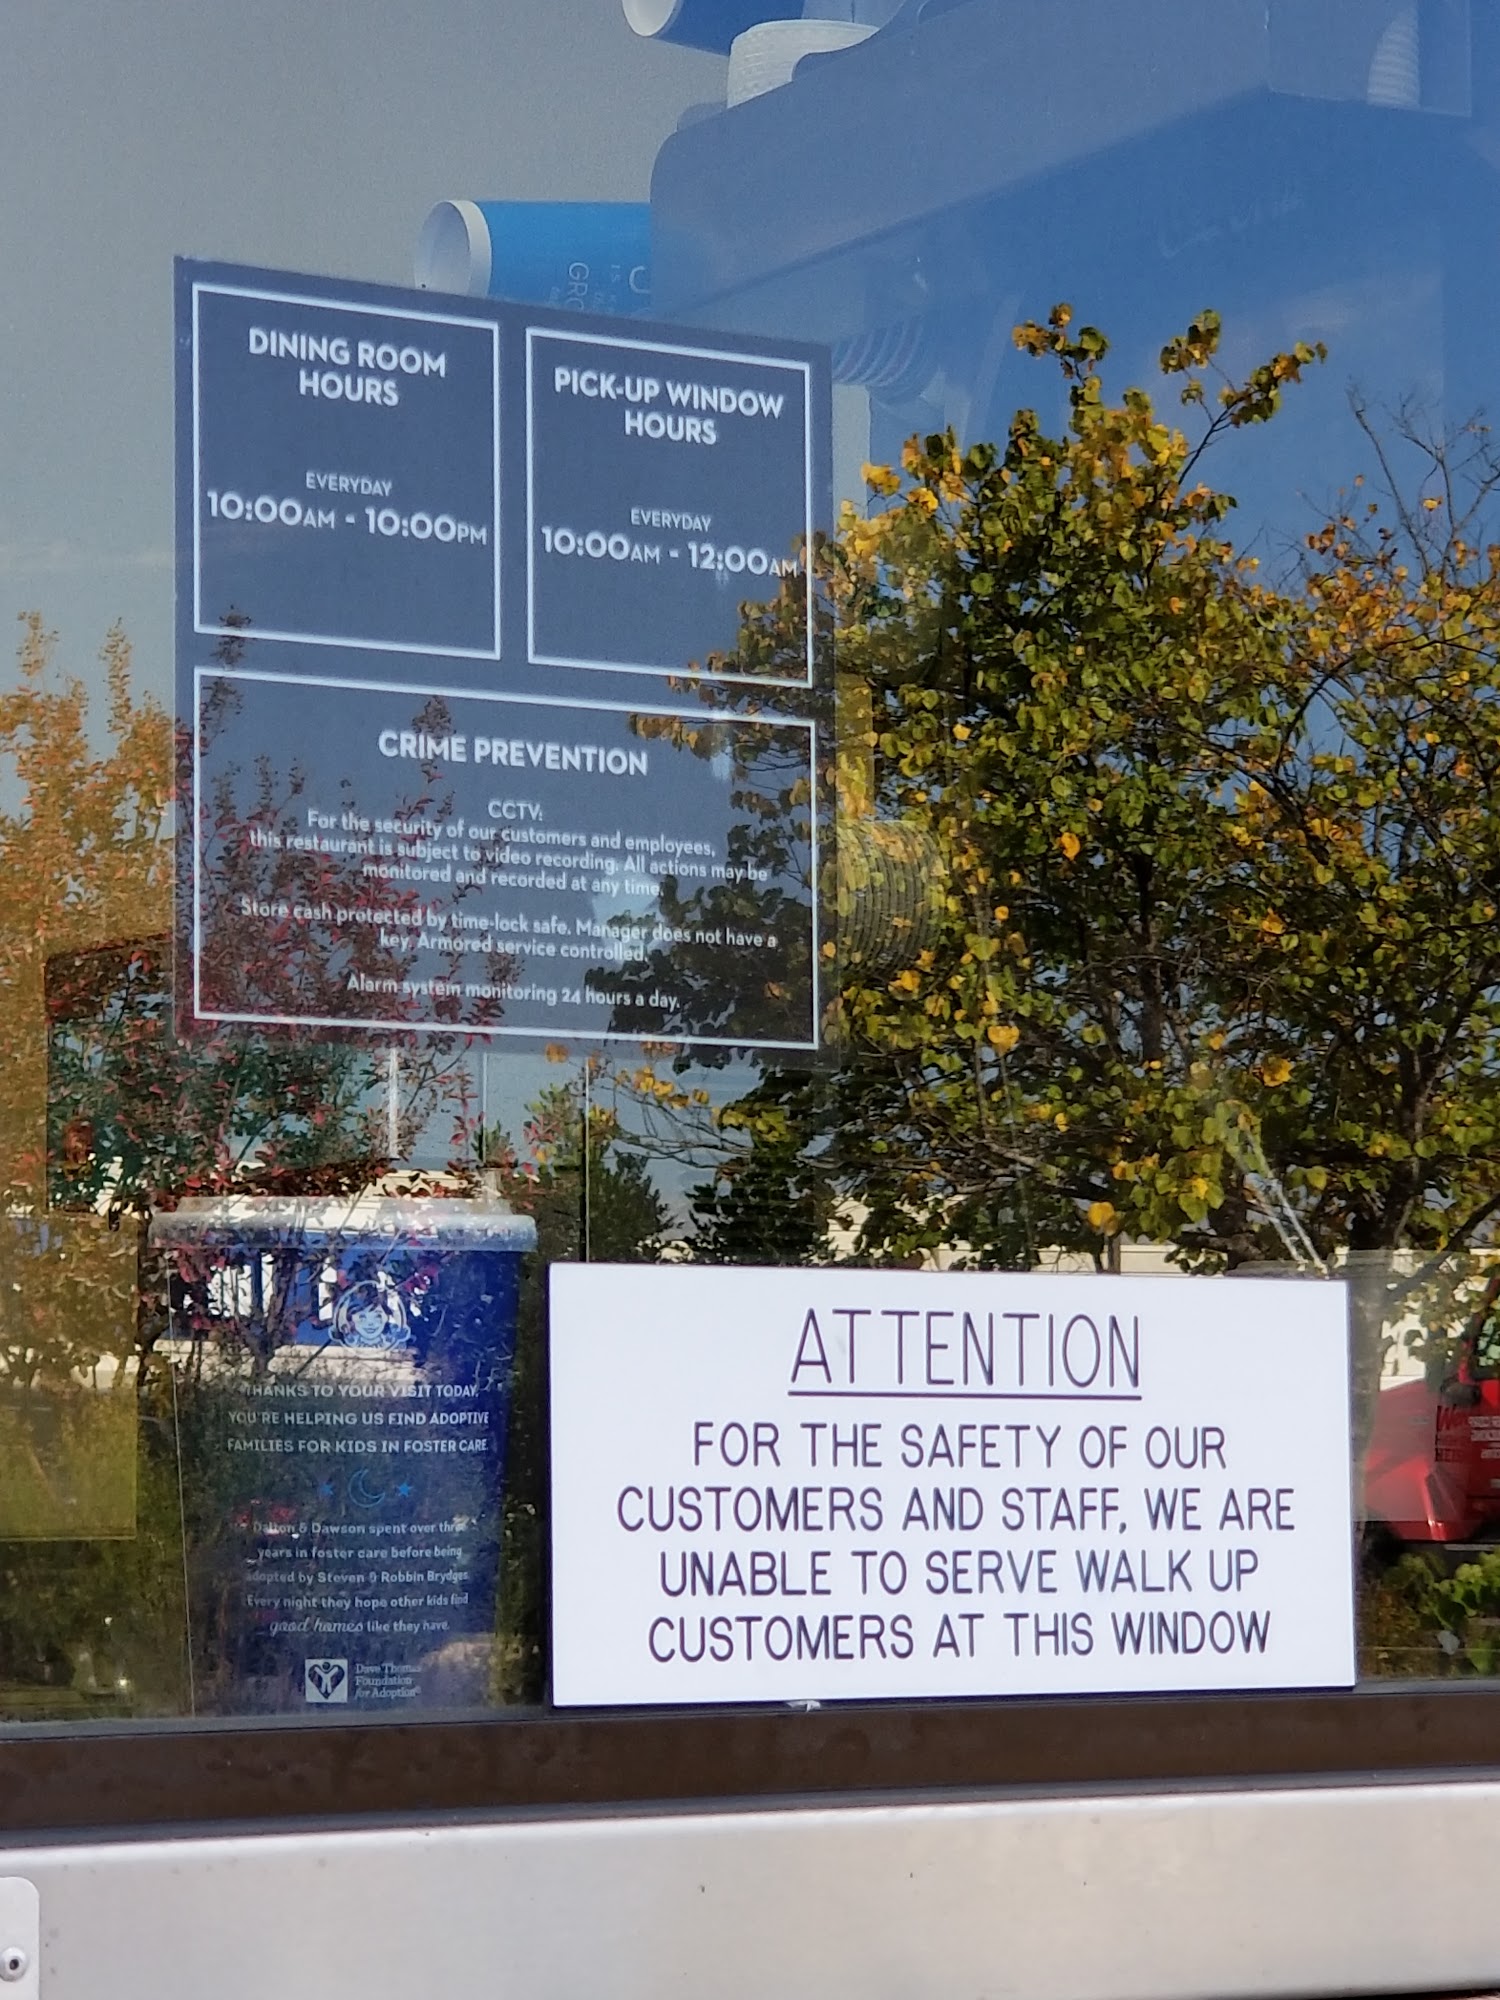 DINING ROOM
HOURS
EVERYDAY
10:00AM - 10:00PM
PICK-UP WINDOW
HOURS
EVERYDAY
10:00AM - 12:00AM
CRIME PREVENTION
CCTV:
For the security of our customers and employees,
this restaurant is subject to video recording. All actions may be
monitored and recorded at any time.
Store cash protected by time-lock safe. Manager does not have a
key. Armored service controlled.
Alarm system monitoring 24 hours a day.
THANKS TO YOUR VISIT TODAY,
YOU'RE HELPING US FIND ADOPTIVE
FAMILIES FOR KIDS IN FOSTER CARE.
Dalton & Dawson spent over three
years in foster care before being
adopted by Steven & Robbin Brydges.
Every night they hope other kids find
good homes like they have.
Dave Thomas
Foundation
for Adoption®
ATTENTION
FOR THE SAFETY OF OUR
CUSTOMERS AND STAFF, WE ARE
UNABLE TO SERVE WALK UP
CUSTOMERS AT THIS WINDOW